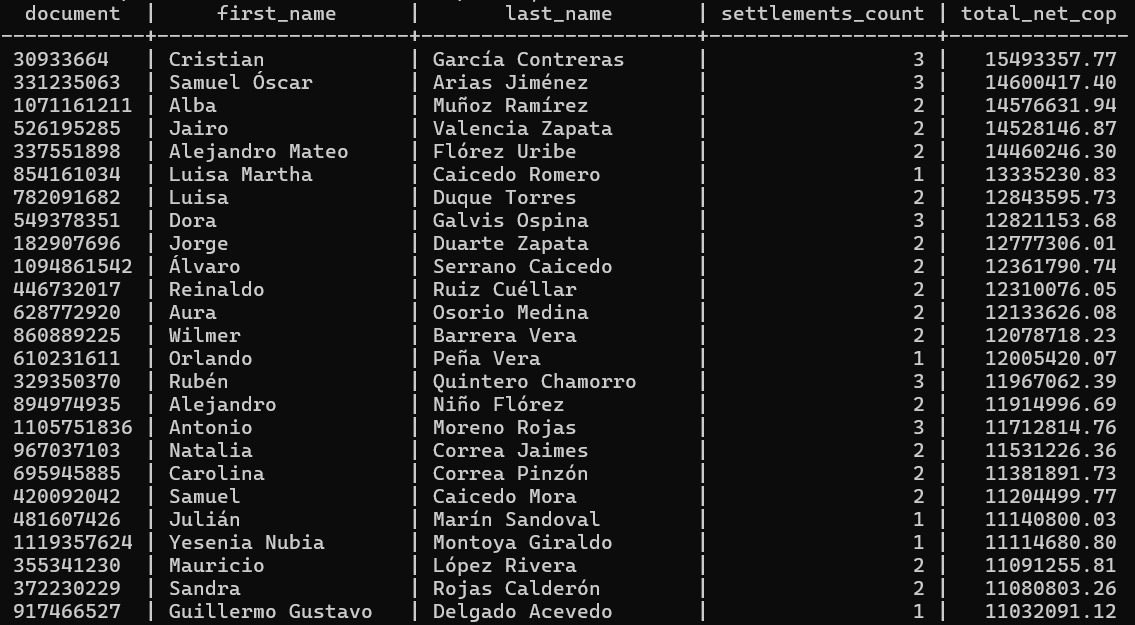 document | first_name | last_name | settlements_count | total_net_cop
30933664 | Cristian | García Contreras | 3 | 15493357.77
331235063 | Samuel Óscar | Arias Jiménez | 3 | 14600417.40
1071161211 | Alba | Muñoz Ramírez | 2 | 14576631.94
526195285 | Jairo | Valencia Zapata | 2 | 14528146.87
337551898 | Alejandro Mateo | Flórez Uribe | 2 | 14460246.30
854161034 | Luisa Martha | Caicedo Romero | 1 | 13335230.83
782091682 | Luisa | Duque Torres | 2 | 12843595.73
549378351 | Dora | Galvis Ospina | 3 | 12821153.68
182907696 | Jorge | Duarte Zapata | 2 | 12777306.01
1094861542 | Álvaro | Serrano Caicedo | 2 | 12361790.74
446732017 | Reinaldo | Ruiz Cuéllar | 2 | 12310076.05
628772920 | Aura | Osorio Medina | 2 | 12133626.08
860889225 | Wilmer | Barrera Vera | 2 | 12078718.23
610231611 | Orlando | Peña Vera | 1 | 12005420.07
329350370 | Rubén | Quintero Chamorro | 3 | 11967062.39
894974935 | Alejandro | Niño Flórez | 2 | 11914996.69
1105751836 | Antonio | Moreno Rojas | 3 | 11712814.76
967037103 | Natalia | Correa Jaimes | 2 | 11531226.36
695945885 | Carolina | Correa Pinzón | 2 | 11381891.73
420092042 | Samuel | Caicedo Mora | 2 | 11204499.77
481607426 | Julián | Marín Sandoval | 1 | 11140800.03
1119357624 | Yesenia Nubia | Montoya Giraldo | 1 | 11114680.80
355341230 | Mauricio | López Rivera | 2 | 11091255.81
372230229 | Sandra | Rojas Calderón | 2 | 11080803.26
917466527 | Guillermo Gustavo | Delgado Acevedo | 1 | 11032091.12